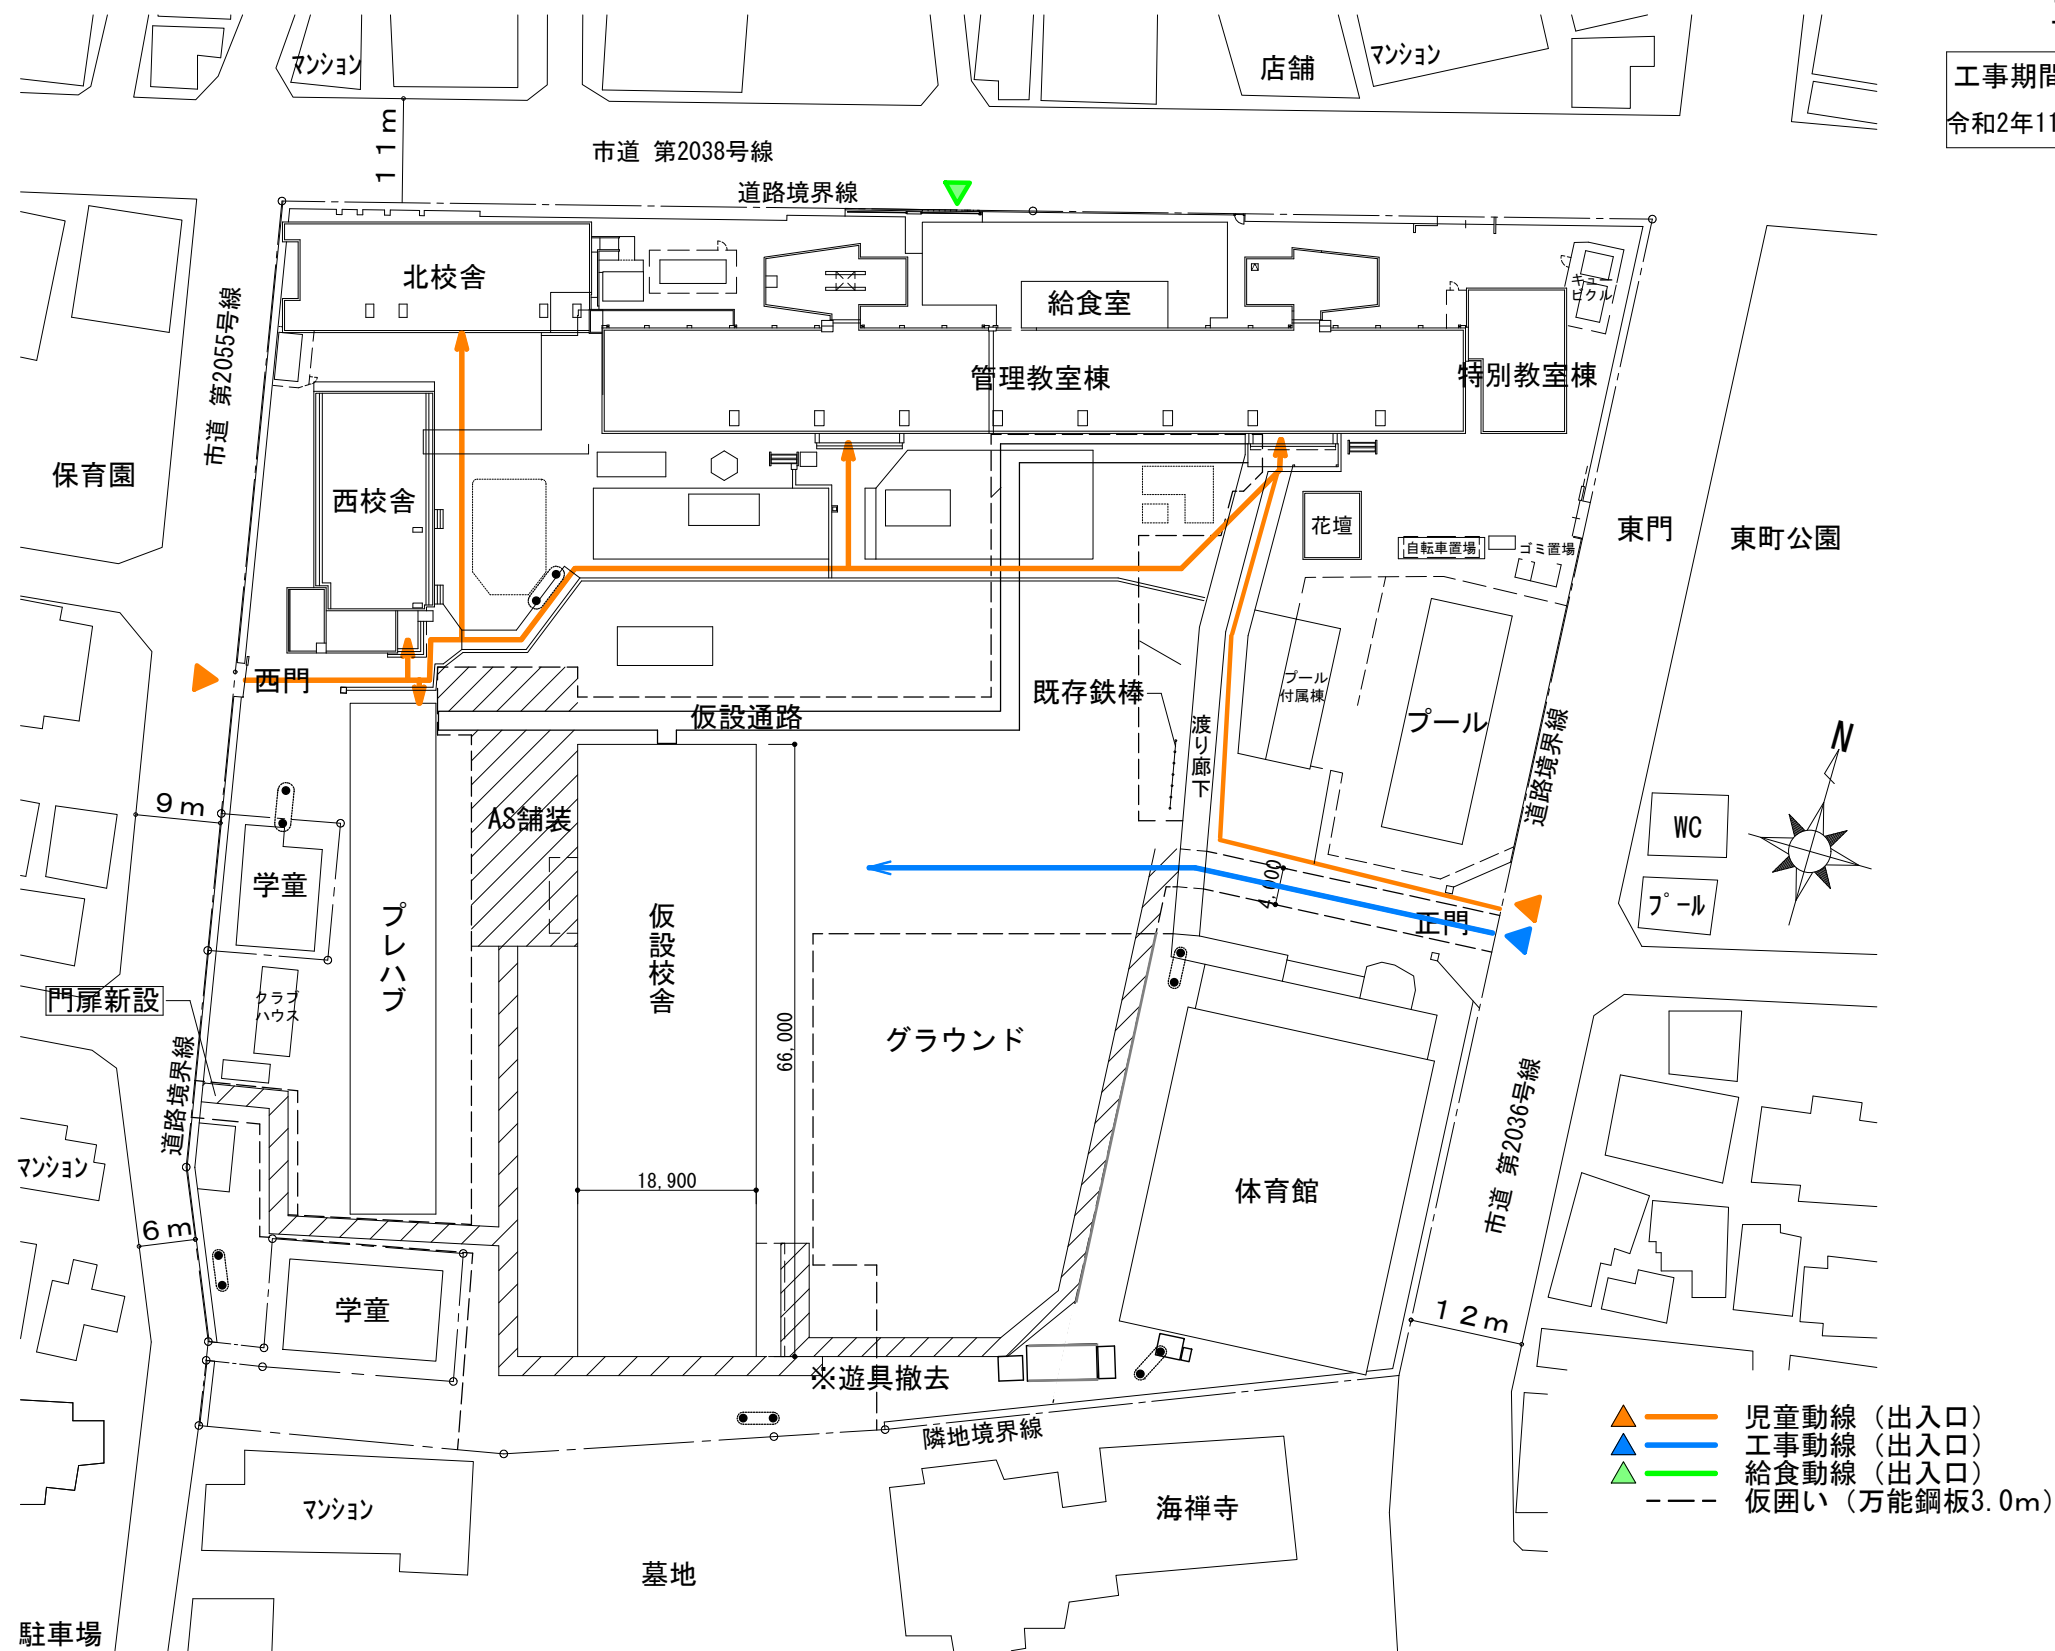 マンション
店舗
マンション
工事期間
令和2年11
11m
市道 第2038号線
道路境界線
北校舎
給食室
キュービクル
市道 第2055号線
管理教室棟
特別教室棟
保育園
西校舎
花壇
自転車置場
ゴミ置場
東門
東町公園
西門
仮設通路
既存鉄棒
渡り廊下
プール
付属棟
プール
道路境界線
N
9m
AS舗装
WC
プール
学童
プレハブ
仮設校舎
4,000
正門
門扉新設
クラブ
ハウス
66,000
グラウンド
道路境界線
マンション
18,900
体育館
市道 第2036号線
6m
学童
12m
※遊具撤去
隣地境界線
児童動線（出入口）
工事動線（出入口）
給食動線（出入口）
仮囲い（万能鋼板3.0m）
マンション
海禅寺
墓地
駐車場